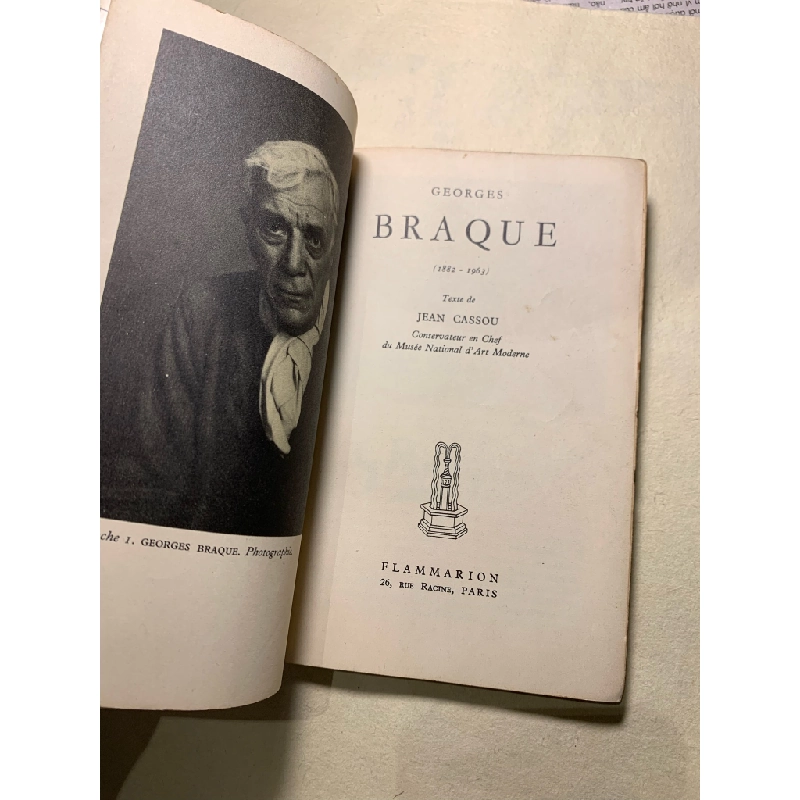 che 1. GEORGES BRAQUE. Photographie.
GEORGES
BRAQUE
(1882 - 1963)
Texte de
JEAN CASSOU
Conservateur en Chef
du Musée National d'Art Moderne
FLAMMARION
26, RUE RACINE, PARIS